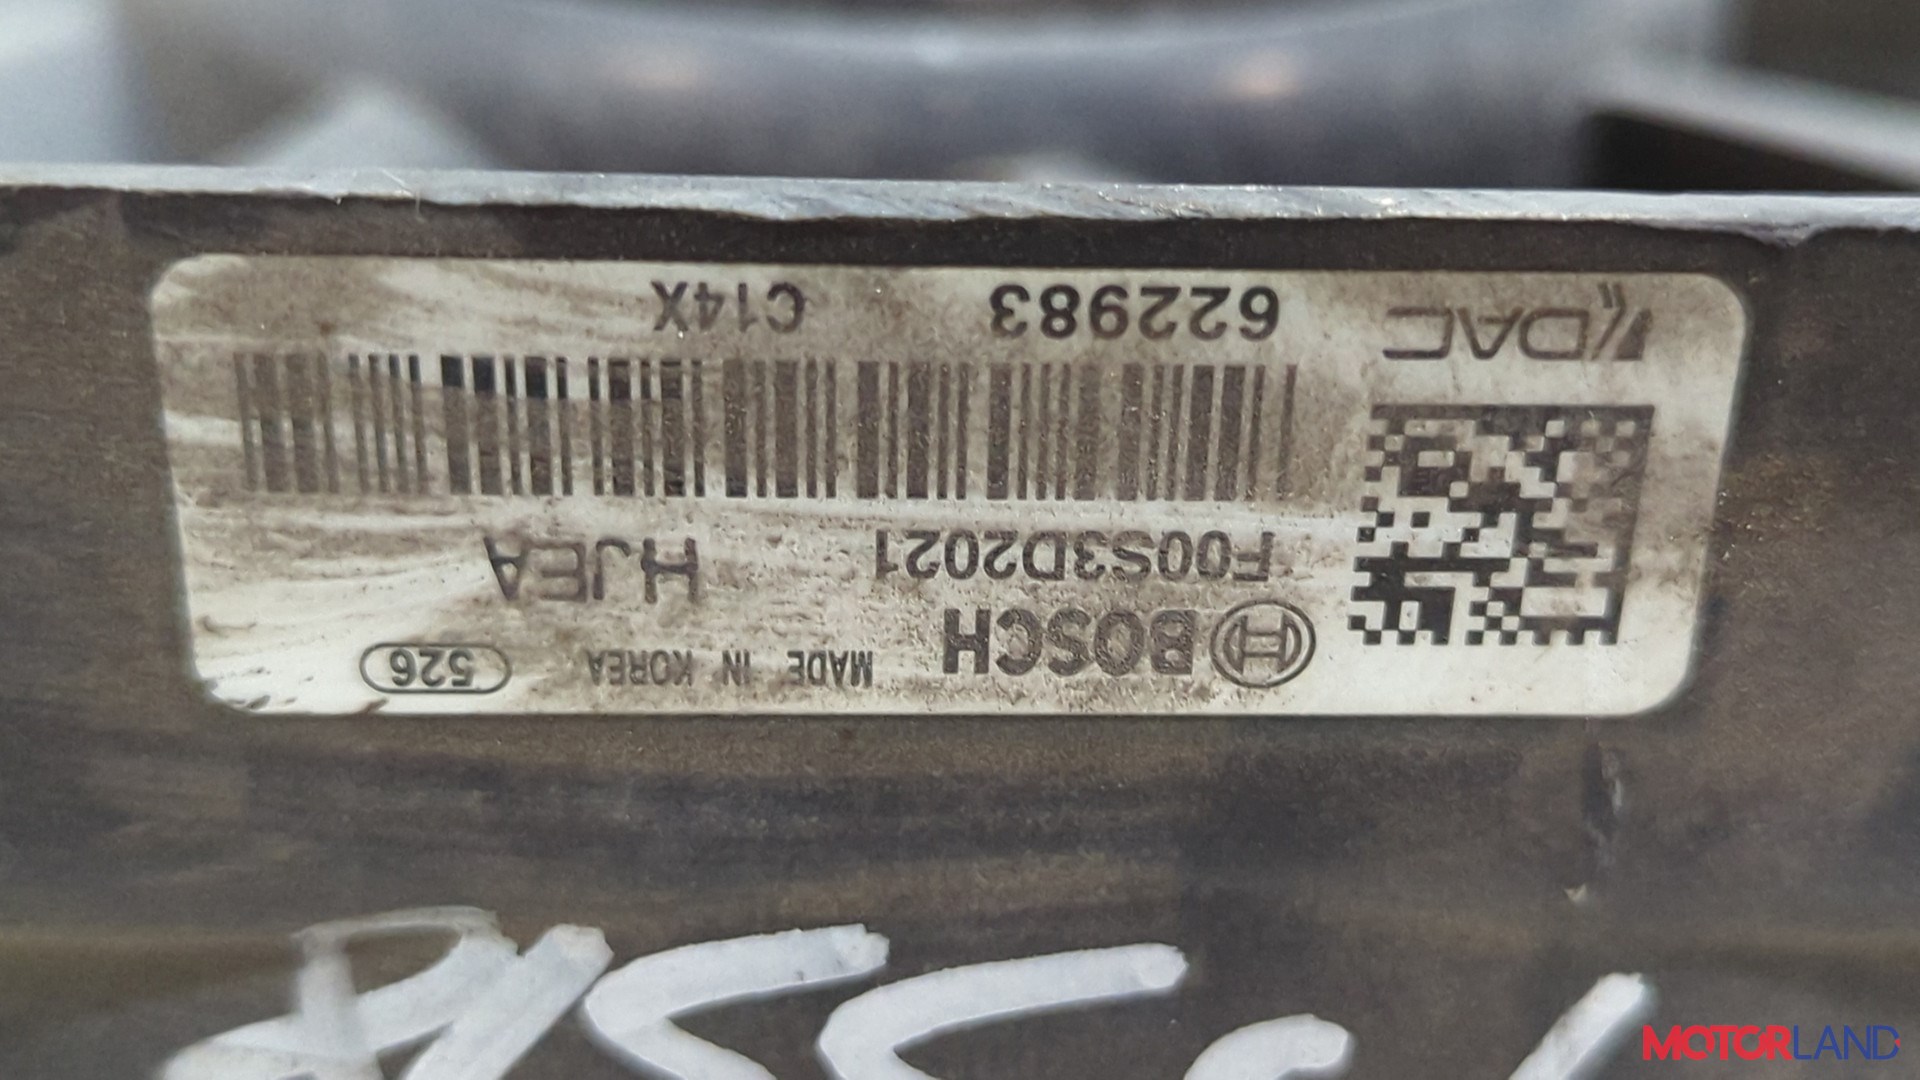 526 MADE IN KOREA BOSCH
HJEA F00S3D2021
C14X 622983
DAC
MOTORLAND